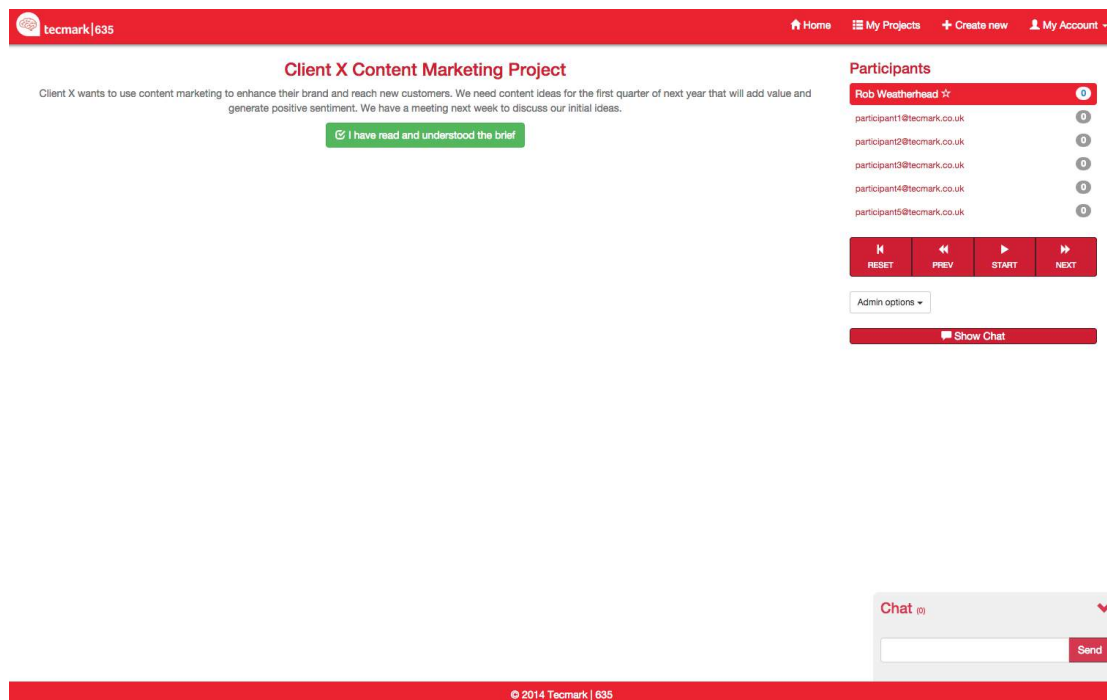 tecmark|635
Home
My Projects
Create new
My Account
Client X Content Marketing Project
Client X wants to use content marketing to enhance their brand and reach new customers. We need content ideas for the first quarter of next year that will add value and
generate positive sentiment. We have a meeting next week to discuss our initial ideas.
I have read and understood the brief
Participants
Rob Weatherhead 0
participant1@tecmark.co.uk 0
participant2@tecmark.co.uk 0
participant3@tecmark.co.uk 0
participant4@tecmark.co.uk 0
participant5@tecmark.co.uk 0
RESET
PREV
START
NEXT
Admin options
Show Chat
Chat (0)
Send
© 2014 Tecmark | 635